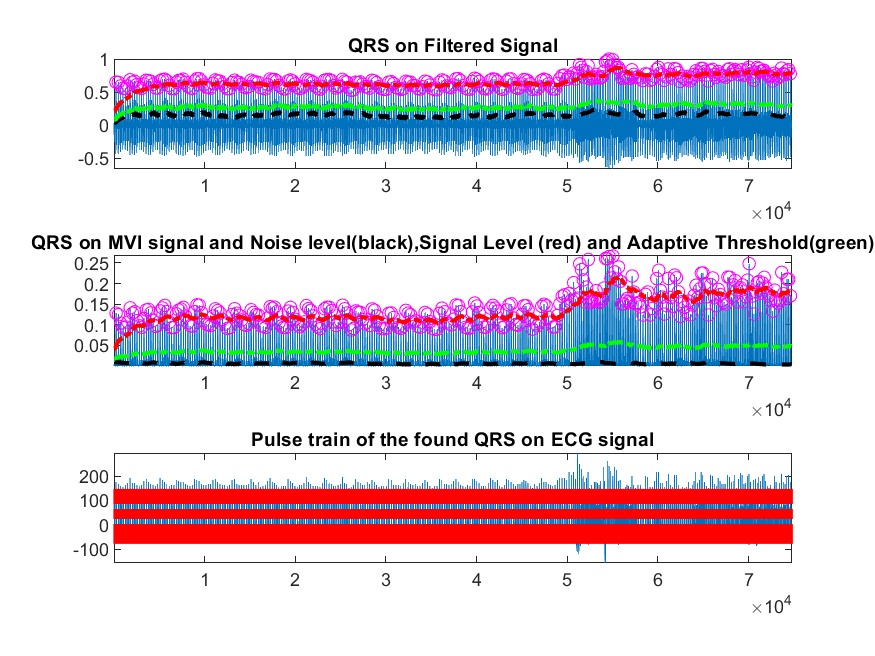 QRS on Filtered Signal
1
0.5
0
-0.5
1 2 3 4 5 6 7
×10^4
QRS on MVI signal and Noise level(black),Signal Level (red) and Adaptive Threshold(green)
0.25
0.2
0.15
0.1
0.05
1 2 3 4 5 6 7
×10^4
Pulse train of the found QRS on ECG signal
200
100
0
-100
1 2 3 4 5 6 7
×10^4